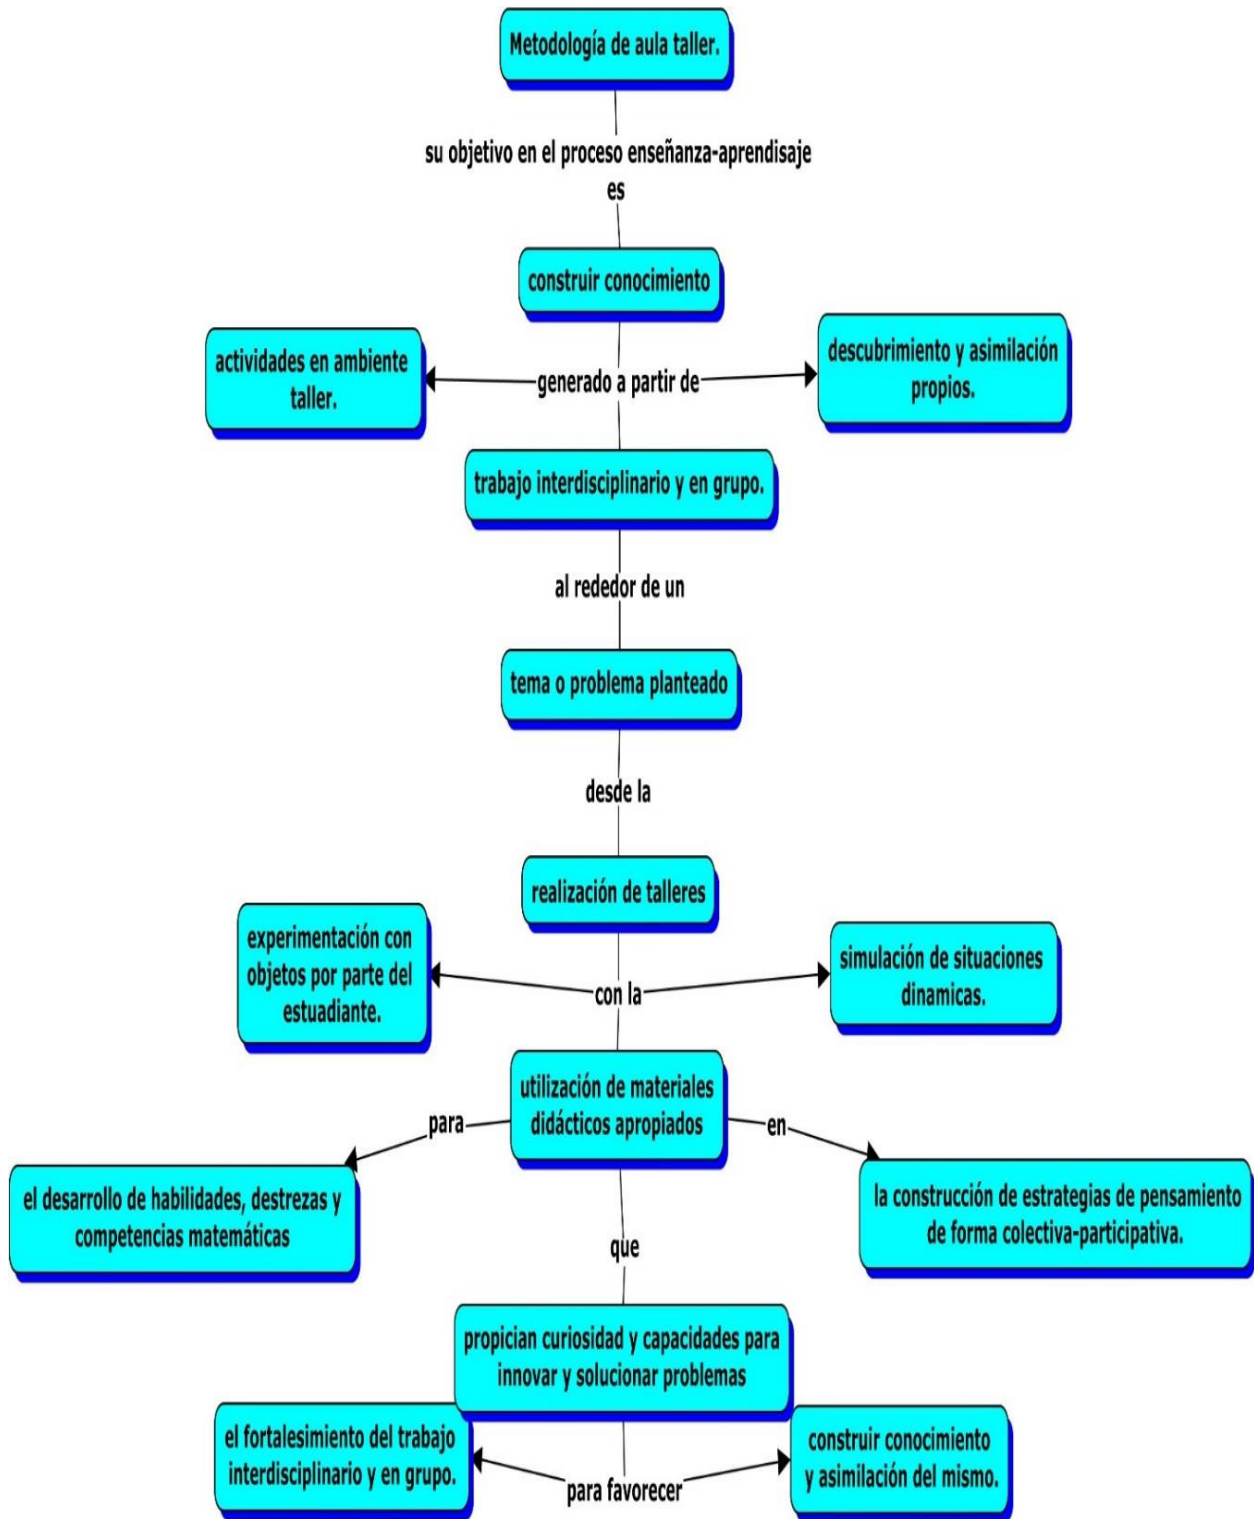 Metodología de aula taller.
su objetivo en el proceso enseñanza-aprendisaje
es
construir conocimiento
actividades en ambiente
taller.
generado a partir de
descubrimiento y asimilación
propios.
trabajo interdisciplinario y en grupo.
al rededor de un
tema o problema planteado
desde la
realización de talleres
experimentación con
objetos por parte del
estuadiante.
con la
simulación de situaciones
dinamicas.
utilización de materiales
didácticos apropiados
para
en
el desarrollo de habilidades, destrezas y
competencias matemáticas
la construcción de estrategias de pensamiento
de forma colectiva-participativa.
que
propician curiosidad y capacidades para
innovar y solucionar problemas
el fortalesimiento del trabajo
interdisciplinario y en grupo.
para favorecer
construir conocimiento
y asimilación del mismo.